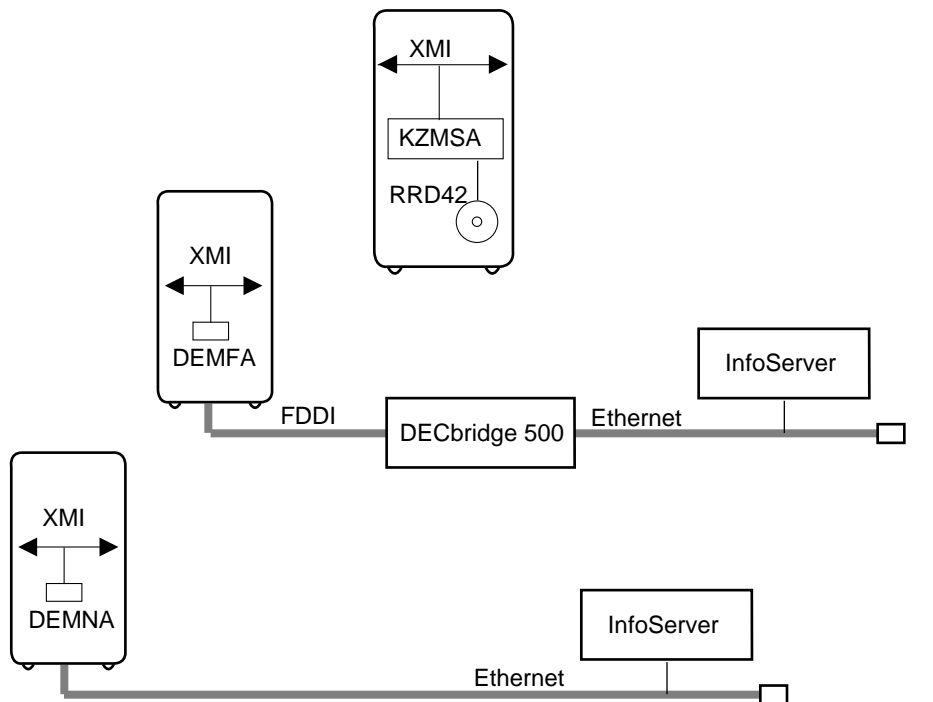 XMI
KZMSA
RRD42
XMI
DEMFA
FDDI
DECbridge 500
Ethernet
InfoServer
XMI
DEMNA
Ethernet
InfoServer